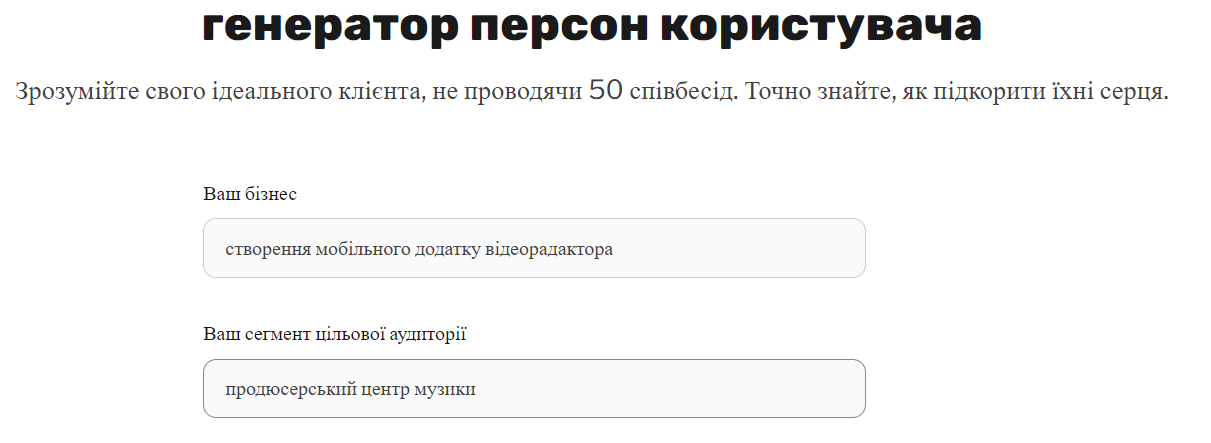 генератор персон користувача
Зрозумійте свого ідеального клієнта, не проводячи 50 співбесід. Точно знайте, як підкорити їхні серця.
Ваш бізнес
створення мобільного додатку відеорадактора
Ваш сегмент цільової аудиторії
продюсерський центр музики